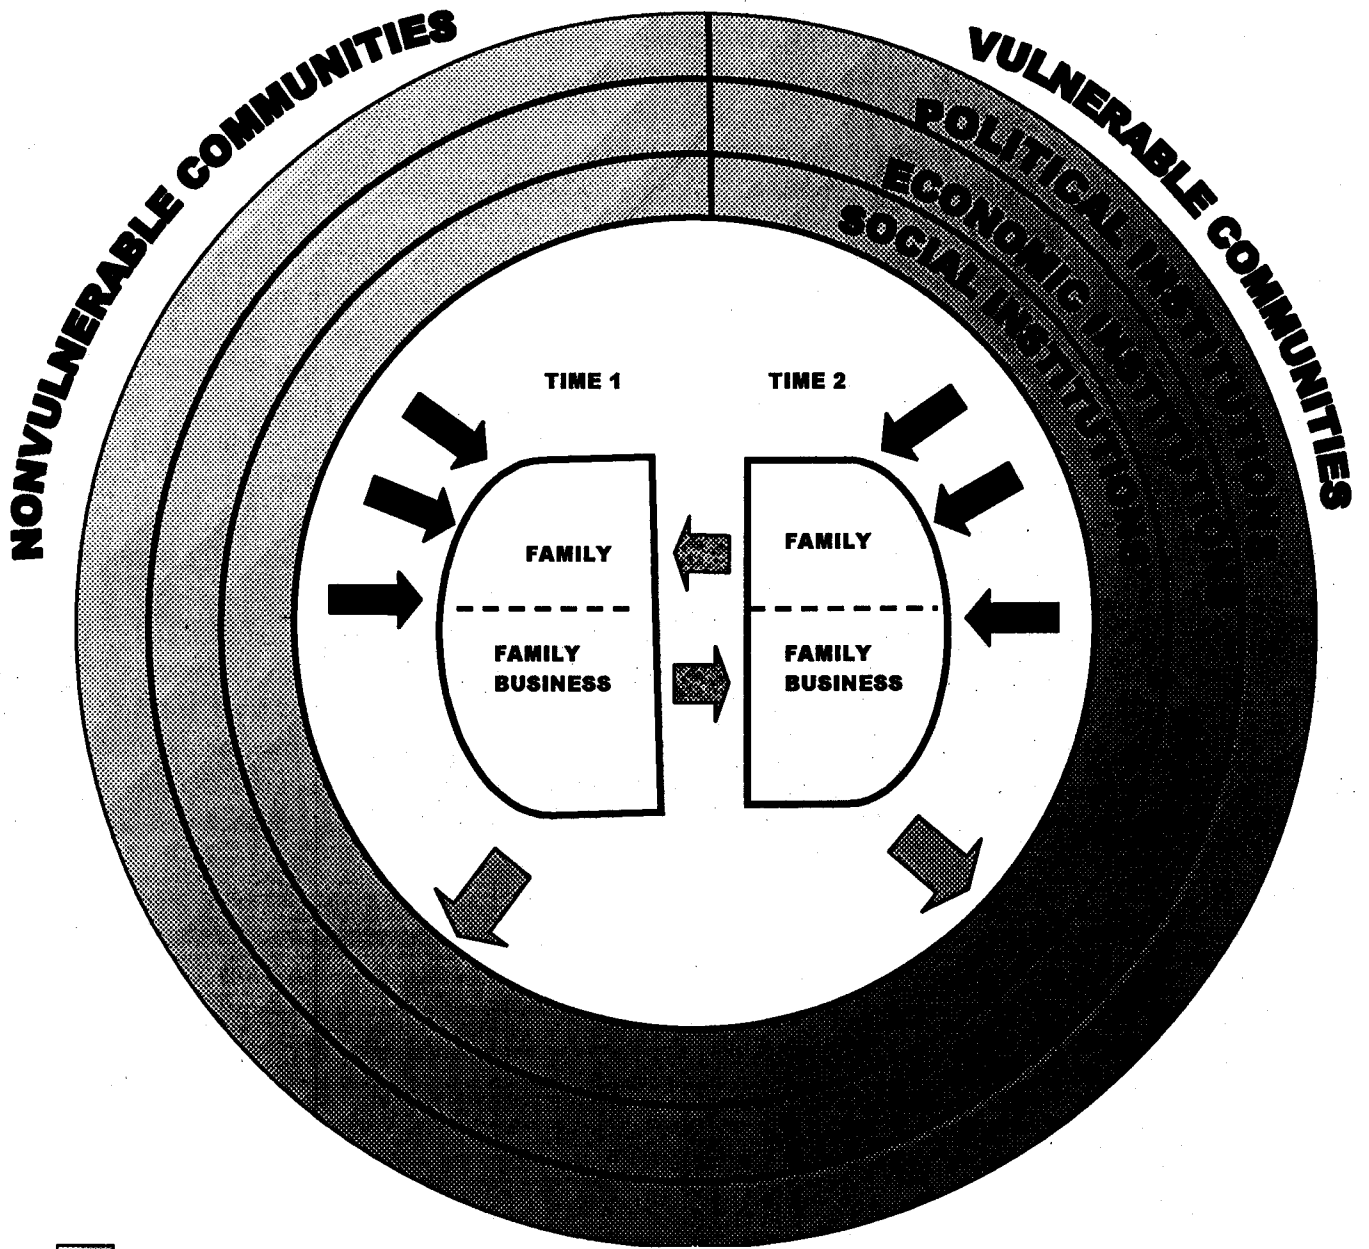 NONVULNERABLE COMMUNITIES
VULNERABLE COMMUNITIES
POLITICAL INSTITUTIONS
ECONOMIC INSTITUTIONS
SOCIAL INSTITUTIONS
TIME 1
TIME 2
FAMILY
FAMILY
BUSINESS
FAMILY
FAMILY
BUSINESS